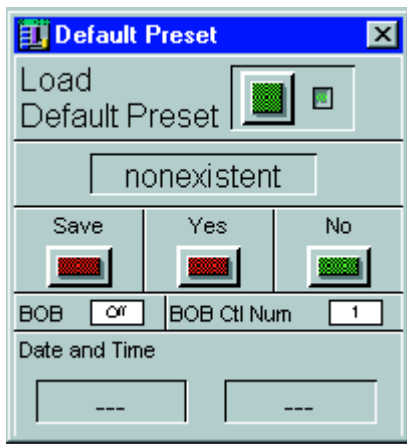 Default Preset
Load
Default Preset
nonexistent
Save Yes No
BOB Off BOB Ctl Num 1
Date and Time
--- ---